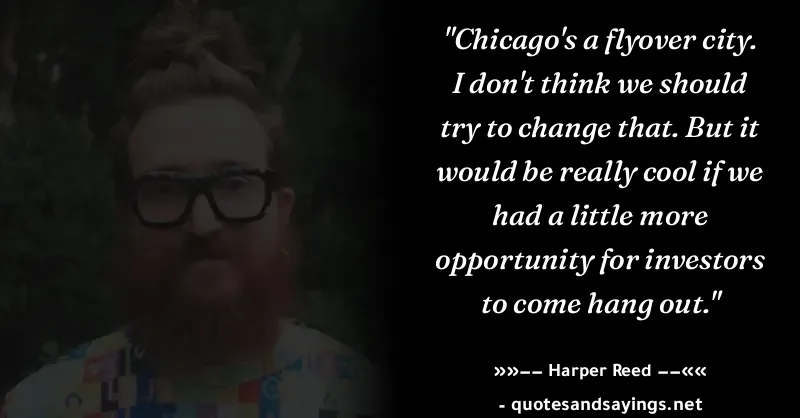 "Chicago's a flyover city.
I don't think we should
try to change that. But it
would be really cool if we
had a little more
opportunity for investors
to come hang out."
»»−− Harper Reed −−««
- quotesandsayings.net